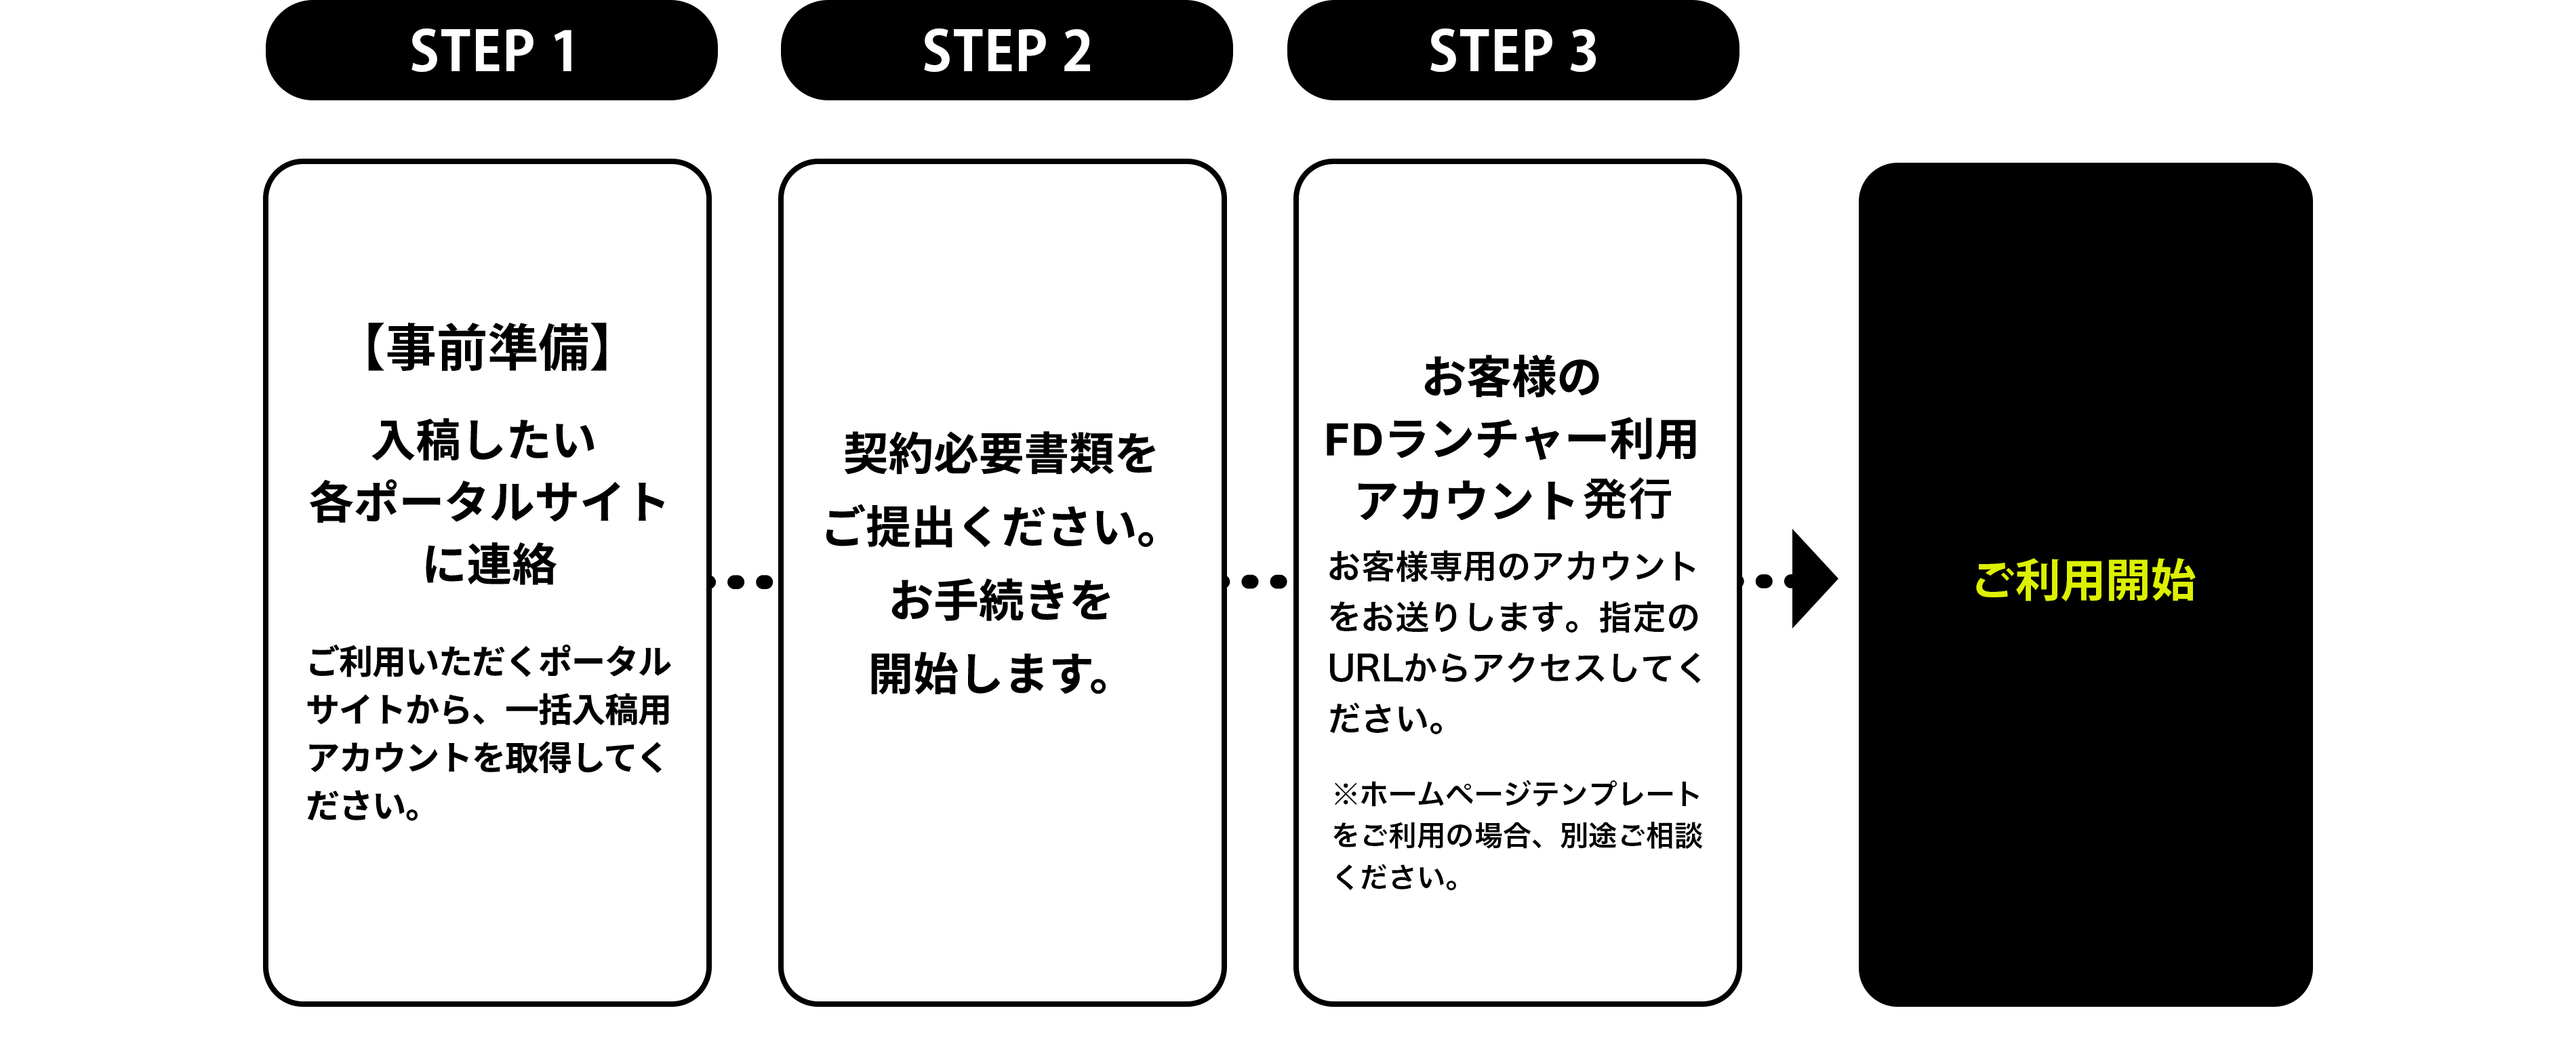 STEP 1
【事前準備】
入稿したい
各ポータルサイト
に連絡
ご利用いただくポータル
サイトから、一括入稿用
アカウントを取得してく
ださい。
STEP 2
契約必要書類を
ご提出ください。
お手続きを
開始します。
STEP 3
お客様の
FDランチャー利用
アカウント発行
お客様専用のアカウント
をお送りします。指定の
URLからアクセスしてく
ださい。
※ホームページテンプレート
をご利用の場合、別途ご相談
ください。
ご利用開始